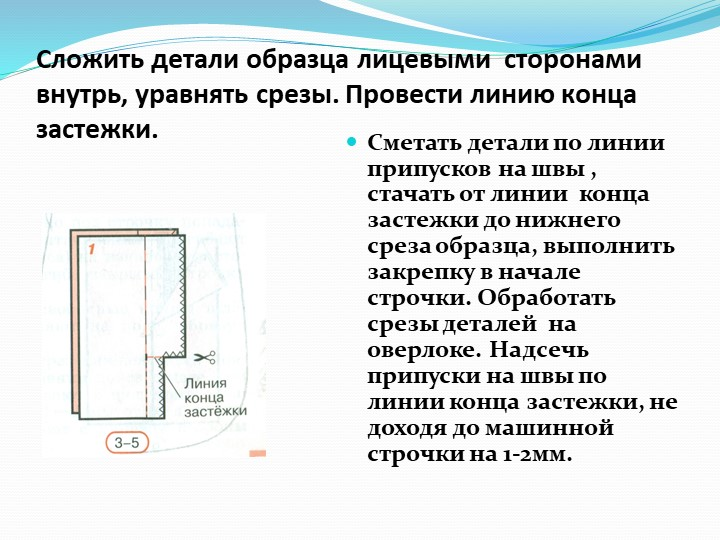 Сложить детали образца лицевыми сторонами
внутрь, уравнять срезы. Провести линию конца
застежки.
Сметать детали по линии
припусков на швы ,
стачать от линии конца
застежки до нижнего
среза образца, выполнить
закрепку в начале
строчки. Обработать
срезы деталей на
оверлоке. Надсечь
припуски на швы по
линии конца застежки, не
доходя до машинной
строчки на 1-2мм.
1
2
Линия
конца
застёжки
3–5